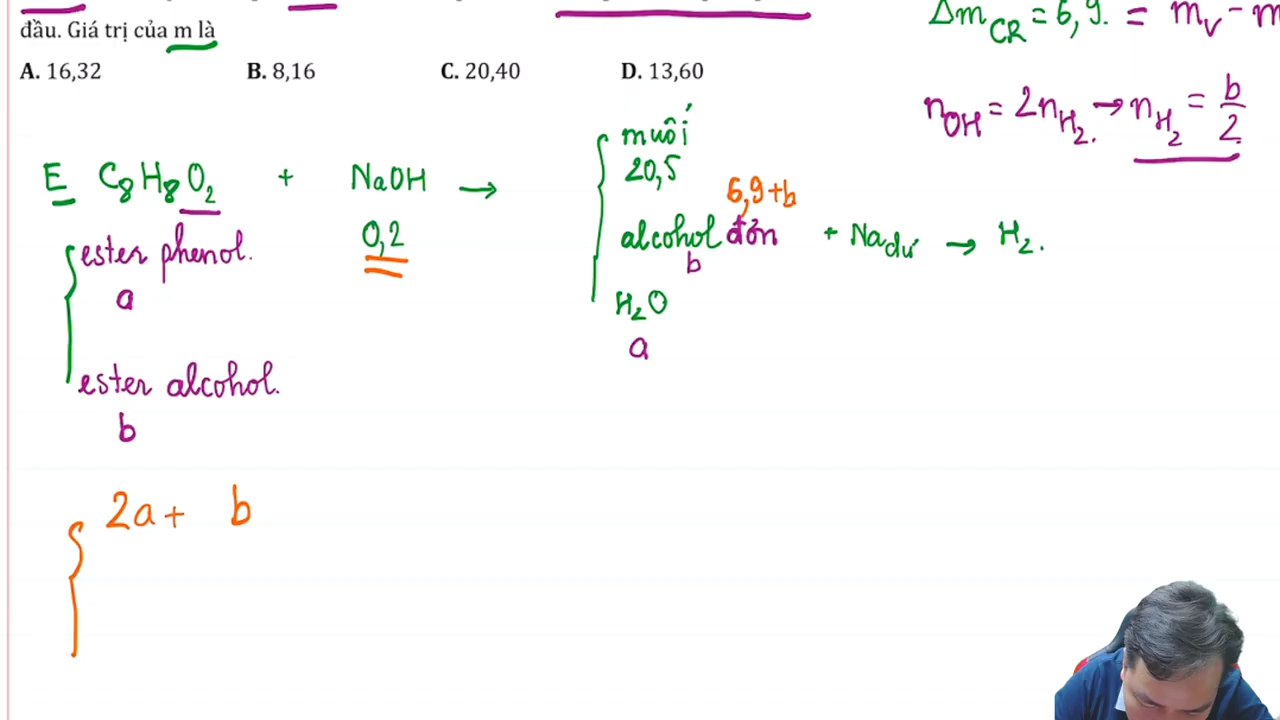 đầu. Giá trị của m là
A. 16,32 B. 8,16 C. 20,40 D. 13,60
Δm CR = 6,9. = m V - m
n OH = 2n H2. → n H2 = b/2
E C8H8O2 + NaOH →
0,2
muối
20,5
6,9+b
alcohol đơn + Na dư → H2.
b
H2O
a
ester phenol.
a
ester alcohol.
b
2a + b